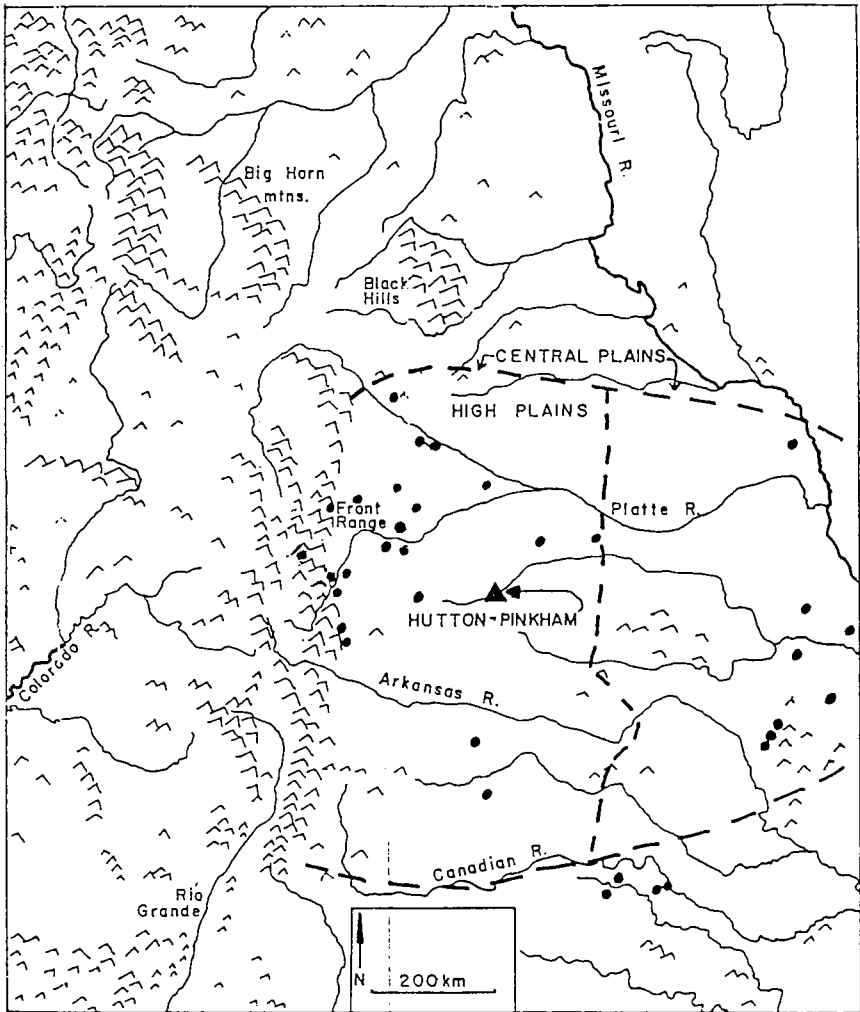 Missouri R.
Big Horn
mtns.
Black
Hills
CENTRAL PLAINS
HIGH PLAINS
Front
Range
Platte R.
HUTTON-PINKHAM
Colorado R.
Arkansas R.
Canadian R.
Río
Grande
N
200 km